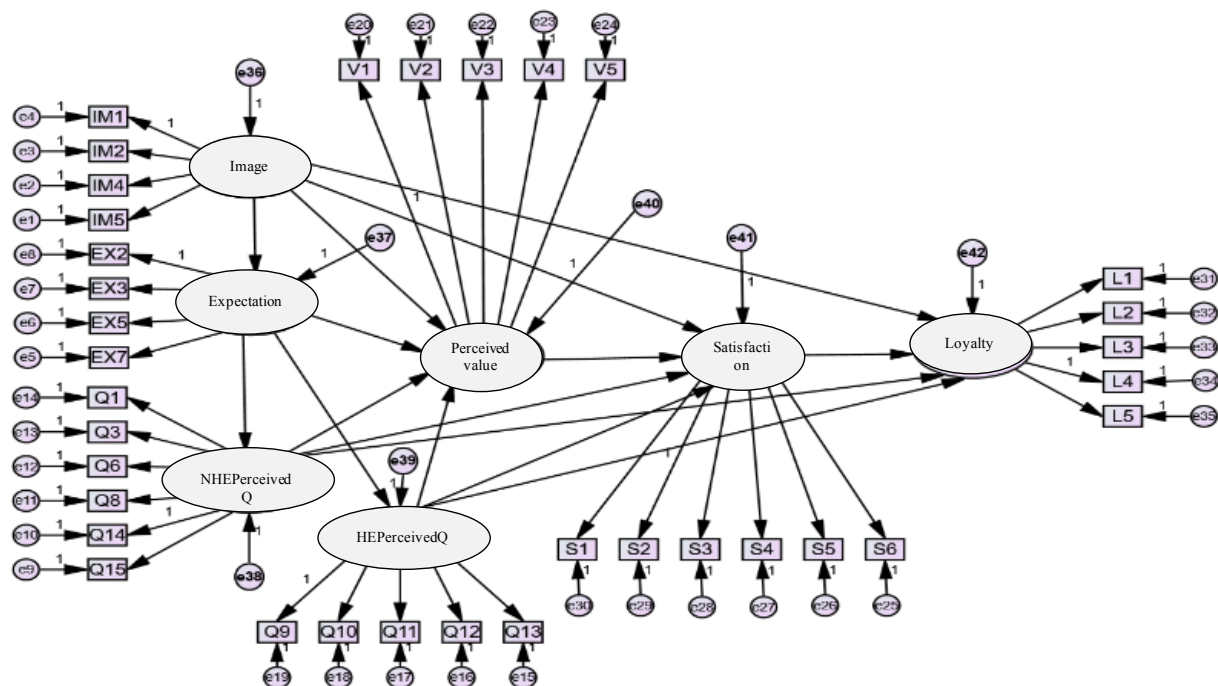 e20 e21 e22 e23 e24
1 1 1 1 1
V1 V2 V3 V4 V5
e36
1
e4 1 IM1 1
e3 1 IM2
Image
e2 1 IM4
e1 1 IM5
1
e40
e37
1
e41
1
1
e42
1
e8 1 EX2 1
e7 1 EX3
Expectation
e6 1 EX5
e5 1 EX7
Perceived
value
Satisfacti
on
Loyalty
L1 1 e31
L2 1 e32
L3 1 e33
1 L4 1 e34
L5 1 e35
e14 1 Q1
e13 1 Q3
e12 1 Q6
NHEPerceived
Q
e11 1 Q8
e10 1 Q14 1
e9 1 Q15
1
e38
e39
1
HEPerceivedQ
1
S1 S2 S3 S4 S5 S6
1 1 1 1 1 1
e30 e29 e28 e27 e26 e25
1
Q9 Q10 Q11 Q12 Q13
1 1 1 1 1
e19 e18 e17 e16 e15